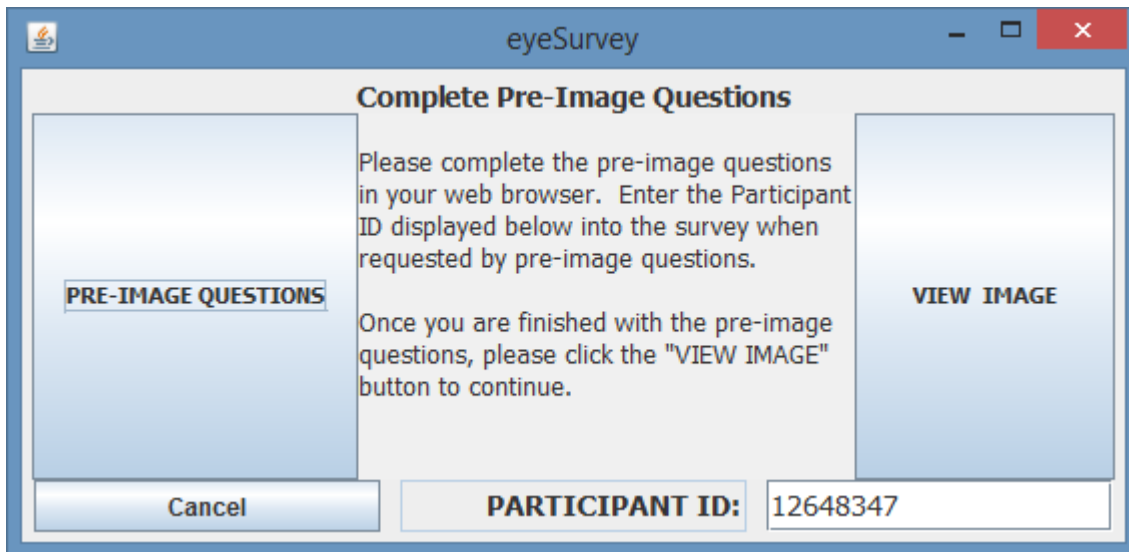 eyeSurvey
Complete Pre-Image Questions
PRE-IMAGE QUESTIONS
Please complete the pre-image questions
in your web browser.  Enter the Participant
ID displayed below into the survey when
requested by pre-image questions.
Once you are finished with the pre-image
questions, please click the "VIEW IMAGE"
button to continue.
VIEW IMAGE
Cancel
PARTICIPANT ID: 12648347